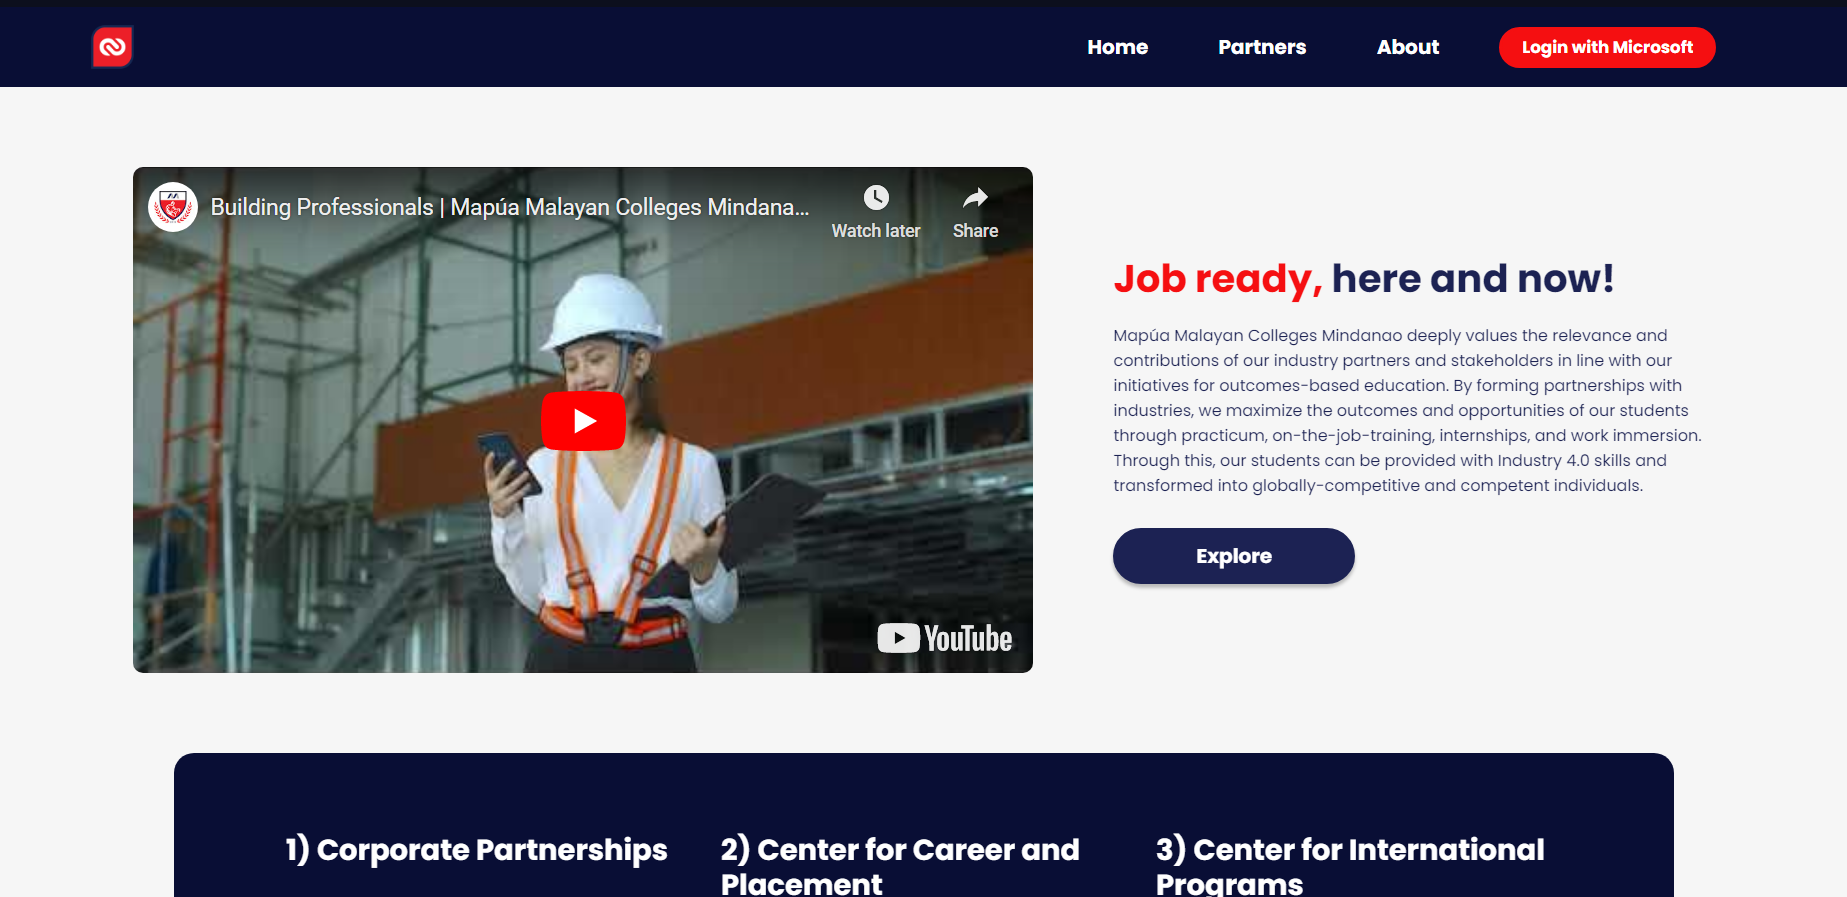 Home
Partners
About
Login with Microsoft
Building Professionals | Mapúa Malayan Colleges Mindana...
Watch later
Share
YouTube
Job ready, here and now!
Mapúa Malayan Colleges Mindanao deeply values the relevance and
contributions of our industry partners and stakeholders in line with our
initiatives for outcomes-based education. By forming partnerships with
industries, we maximize the outcomes and opportunities of our students
through practicum, on-the-job-training, internships, and work immersion.
Through this, our students can be provided with Industry 4.0 skills and
transformed into globally-competitive and competent individuals.
Explore
1) Corporate Partnerships
2) Center for Career and
Placement
3) Center for International
Programs